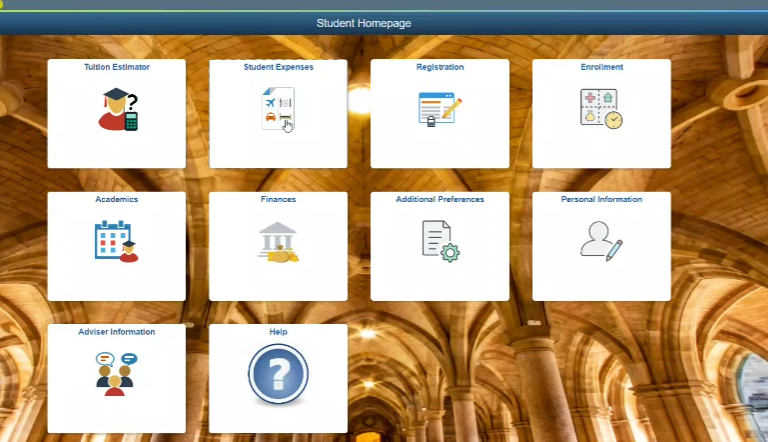 Student Homepage
Tuition Estimator
Student Expenses
Registration
Enrollment
Academics
Finances
Additional Preferences
Personal Information
Adviser Information
Help